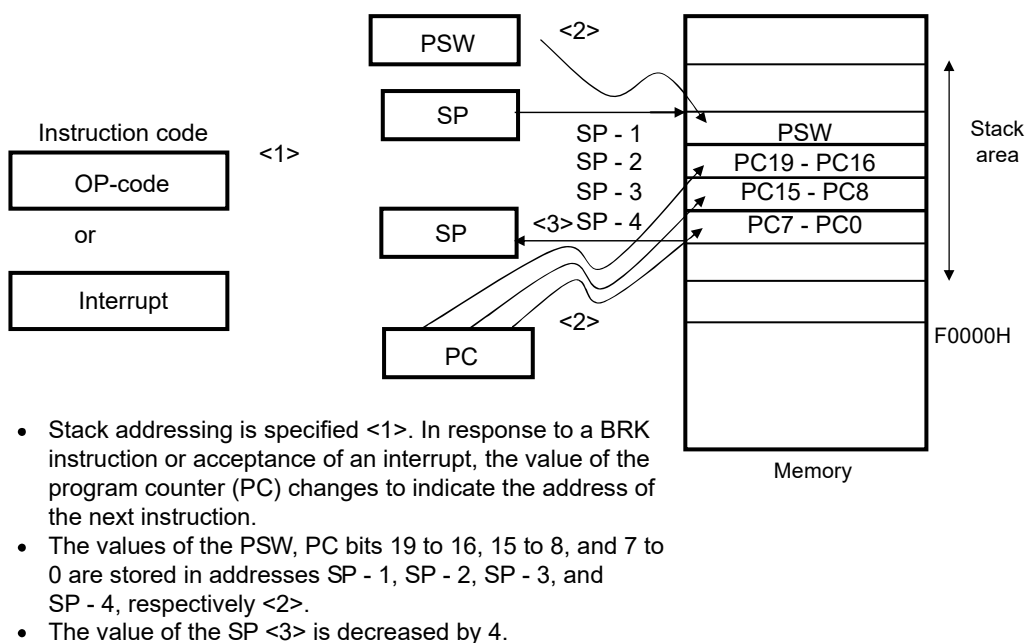 PSW
<2>
SP
Instruction code
<1>
OP-code
or
Interrupt
SP - 1
SP - 2
SP - 3
SP - 4
PSW
PC19 - PC16
PC15 - PC8
PC7 - PC0
Stack
area
SP
<3>
<2>
PC
F0000H
Memory
• Stack addressing is specified <1>. In response to a BRK
instruction or acceptance of an interrupt, the value of the
program counter (PC) changes to indicate the address of
the next instruction.
• The values of the PSW, PC bits 19 to 16, 15 to 8, and 7 to
0 are stored in addresses SP - 1, SP - 2, SP - 3, and
SP - 4, respectively <2>.
• The value of the SP <3> is decreased by 4.